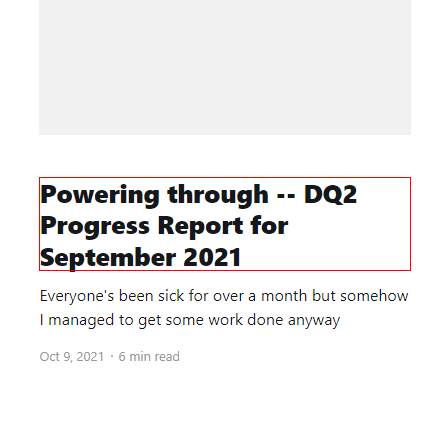 Powering through -- DQ2
Progress Report for
September 2021
Everyone's been sick for over a month but somehow
I managed to get some work done anyway
Oct 9, 2021 · 6 min read